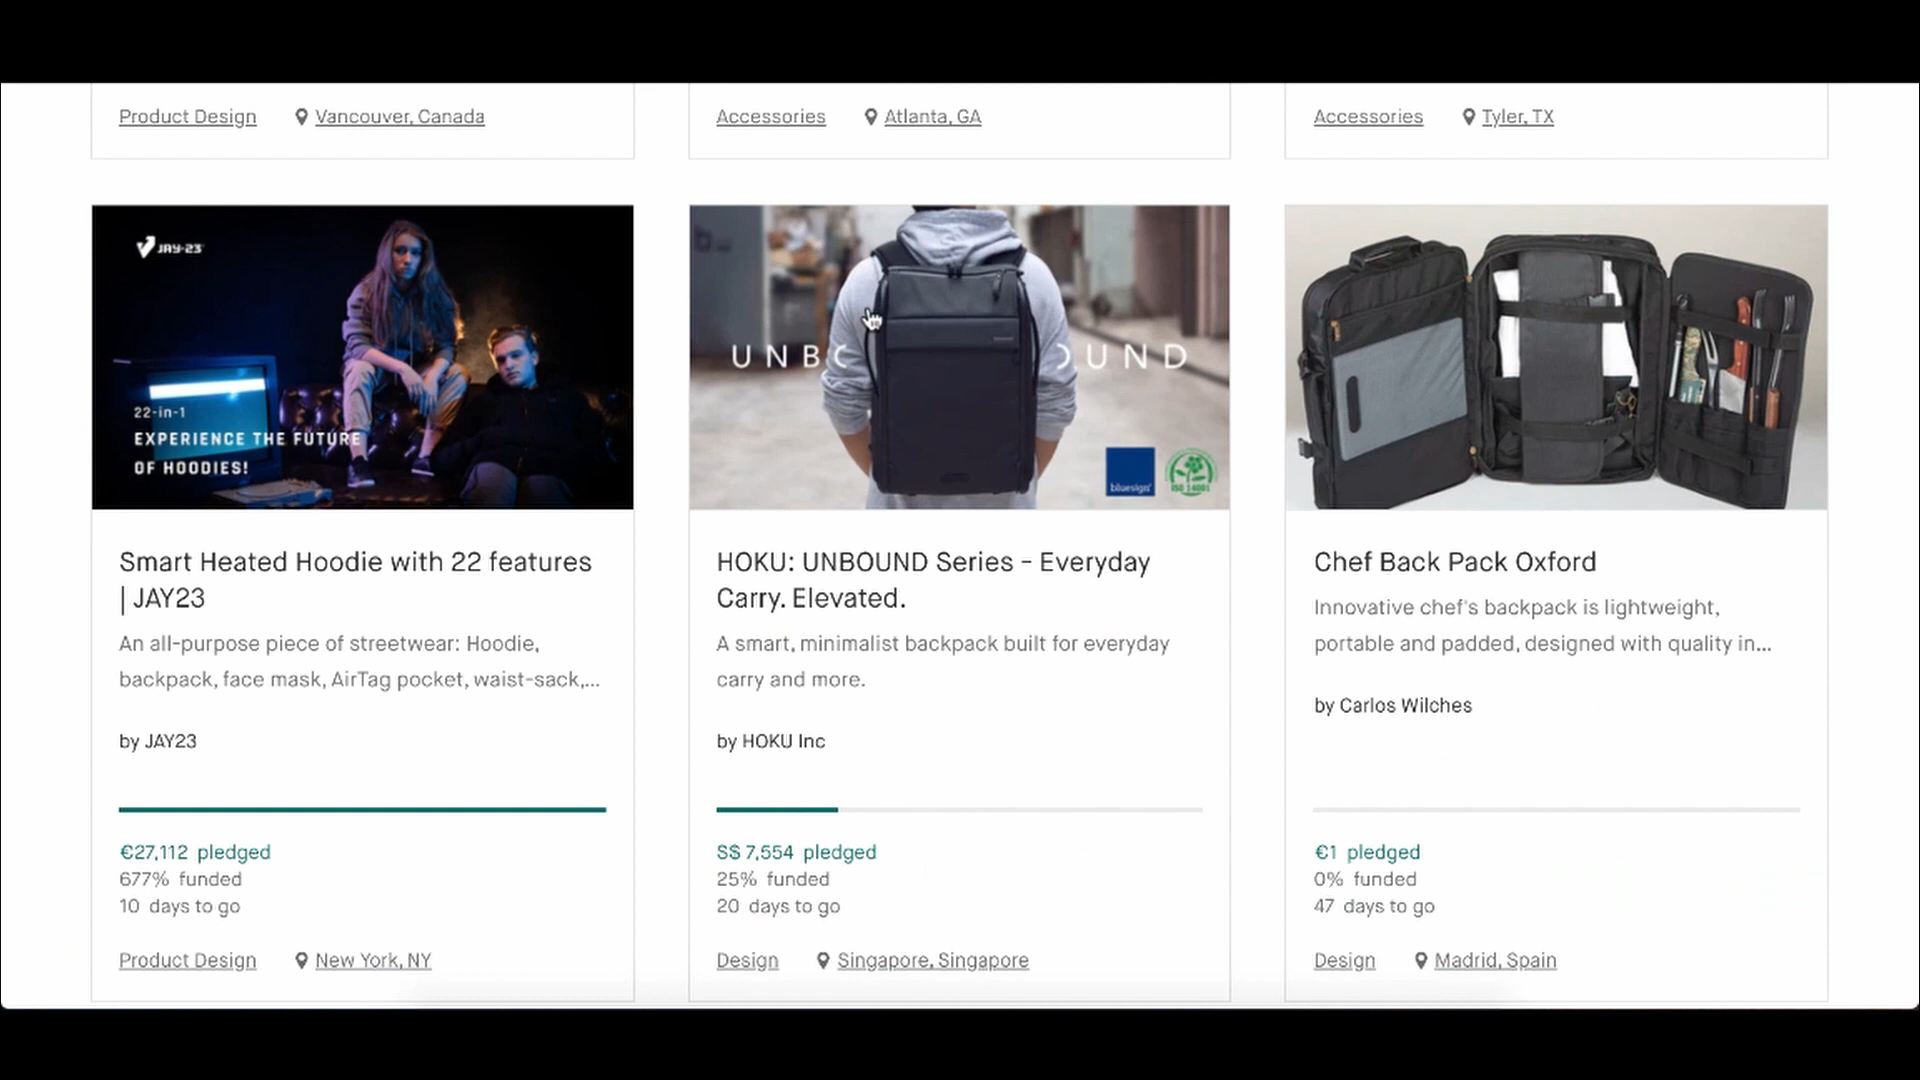 Product Design
Vancouver, Canada
Accessories
Atlanta, GA
Accessories
Tyler, TX
JAY-23
22-in-1
EXPERIENCE THE FUTURE
OF HOODIES!
Smart Heated Hoodie with 22 features
| JAY23
An all-purpose piece of streetwear: Hoodie,
backpack, face mask, AirTag pocket, waist-sack,...
by JAY23
€27,112 pledged
677% funded
10 days to go
Product Design
New York, NY
UNBOUND
bluesign
ISO 14001
HOKU: UNBOUND Series - Everyday
Carry. Elevated.
A smart, minimalist backpack built for everyday
carry and more.
by HOKU Inc
S$ 7,554 pledged
25% funded
20 days to go
Design
Singapore, Singapore
Chef Back Pack Oxford
Innovative chef's backpack is lightweight,
portable and padded, designed with quality in...
by Carlos Wilches
€1 pledged
0% funded
47 days to go
Design
Madrid, Spain